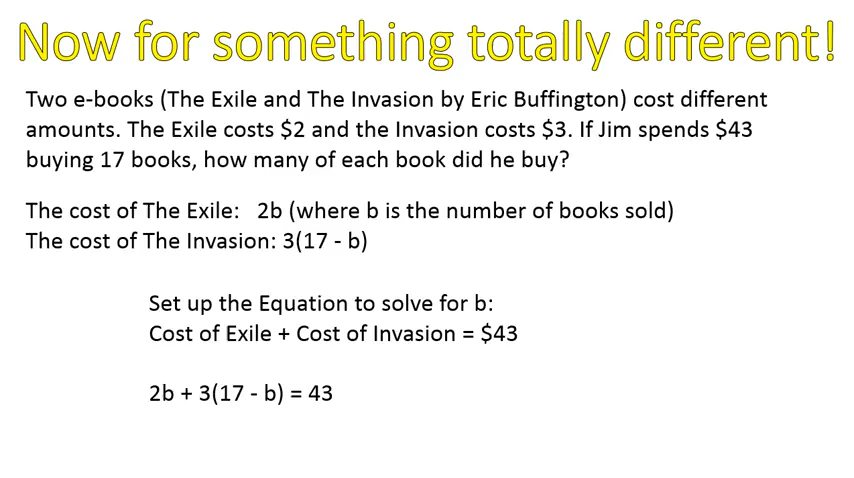 Now for something totally different!
Two e-books (The Exile and The Invasion by Eric Buffington) cost different
amounts. The Exile costs $2 and the Invasion costs $3. If Jim spends $43
buying 17 books, how many of each book did he buy?
The cost of The Exile: 2b (where b is the number of books sold)
The cost of The Invasion: 3(17 - b)
Set up the Equation to solve for b:
Cost of Exile + Cost of Invasion = $43
2b + 3(17 - b) = 43